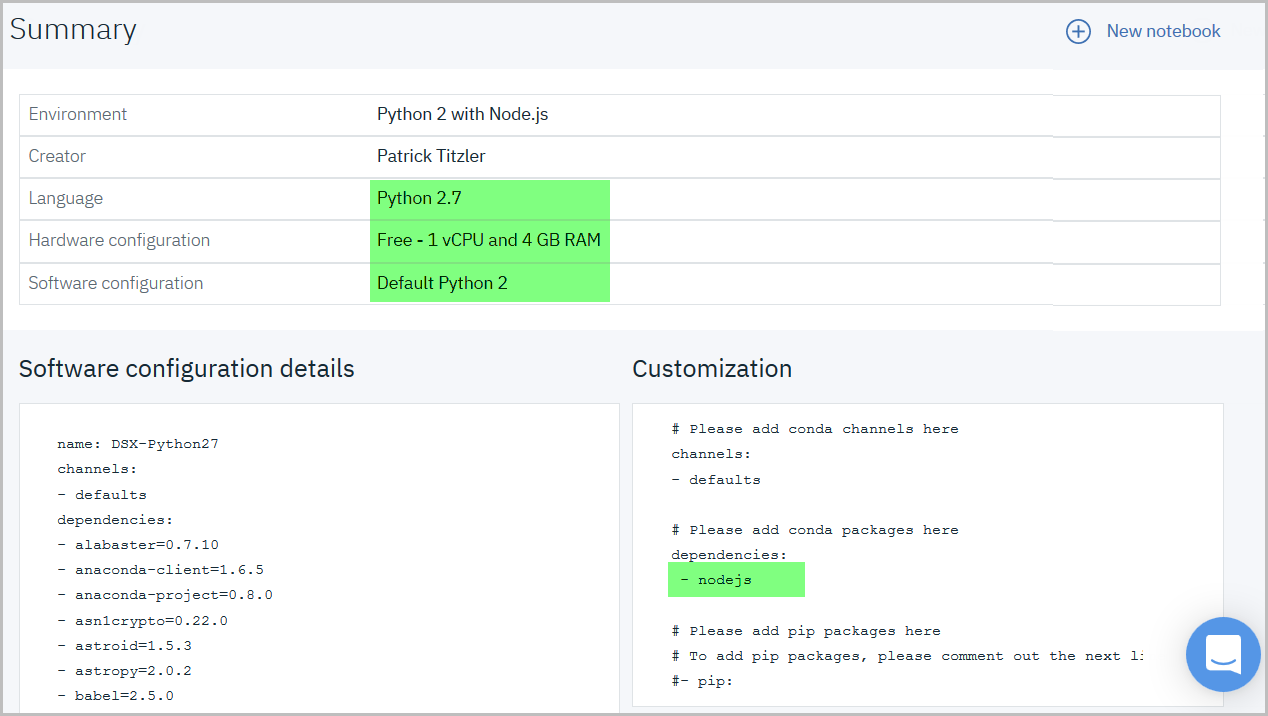 Summary
New notebook
Environment Python 2 with Node.js
Creator Patrick Titzler
Language Python 2.7
Hardware configuration Free - 1 vCPU and 4 GB RAM
Software configuration Default Python 2
Software configuration details
name: DSX-Python27
channels:
- defaults
dependencies:
- alabaster=0.7.10
- anaconda-client=1.6.5
- anaconda-project=0.8.0
- asn1crypto=0.22.0
- astroid=1.5.3
- astropy=2.0.2
- babel=2.5.0
Customization
# Please add conda channels here
channels:
- defaults
# Please add conda packages here
dependencies:
- nodejs
# Please add pip packages here
# To add pip packages, please comment out the next li
#- pip: